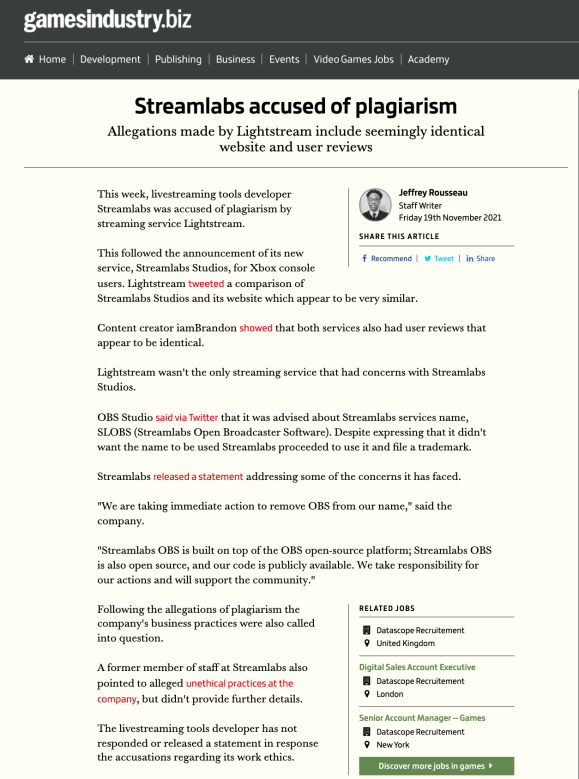 gamesindustry.biz
Home | Development | Publishing | Business | Events | Video Games Jobs | Academy
Streamlabs accused of plagiarism
Allegations made by Lightstream include seemingly identical
website and user reviews
This week, livestreaming tools developer
Streamlabs was accused of plagiarism by
streaming service Lightstream.
This followed the announcement of its new
service, Streamlabs Studios, for Xbox console
users. Lightstream tweeted a comparison of
Streamlabs Studios and its website which appear to be very similar.
Jeffrey Rousseau
Staff Writer
Friday 19th November 2021
SHARE THIS ARTICLE
Recommend | Tweet | Share
Content creator iamBrandon showed that both services also had user reviews that
appear to be identical.
Lightstream wasn't the only streaming service that had concerns with Streamlabs
Studios.
OBS Studio said via Twitter that it was advised about Streamlabs services name,
SLOBS (Streamlabs Open Broadcaster Software). Despite expressing that it didn't
want the name to be used Streamlabs proceeded to use it and file a trademark.
Streamlabs released a statement addressing some of the concerns it has faced.
"We are taking immediate action to remove OBS from our name," said the
company.
"Streamlabs OBS is built on top of the OBS open-source platform; Streamlabs OBS
is also open source, and our code is publicly available. We take responsibility for
our actions and will support the community."
Following the allegations of plagiarism the
company's business practices were also called
into question.
A former member of staff at Streamlabs also
pointed to alleged unethical practices at the
company, but didn't provide further details.
The livestreaming tools developer has not
responded or released a statement in response
the accusations regarding its work ethics.
RELATED JOBS
Datascope Recruitement
United Kingdom
Digital Sales Account Executive
Datascope Recruitement
London
Senior Account Manager -- Games
Datascope Recruitement
New York
Discover more jobs in games